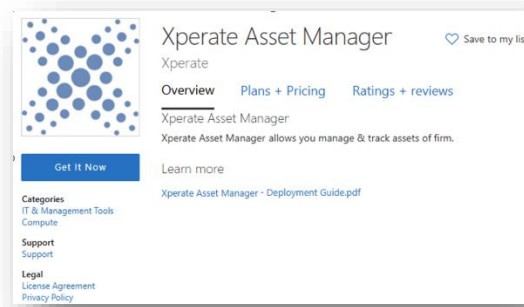 Xperate Asset Manager
Save to my lis
Xperate
Overview Plans + Pricing Ratings + reviews
Xperate Asset Manager
Xperate Asset Manager allows you manage & track assets of firm.
Get It Now
Learn more
Xperate Asset Manager - Deployment Guide.pdf
Categories
IT & Management Tools
Compute
Support
Support
Legal
License Agreement
Privacy Policy